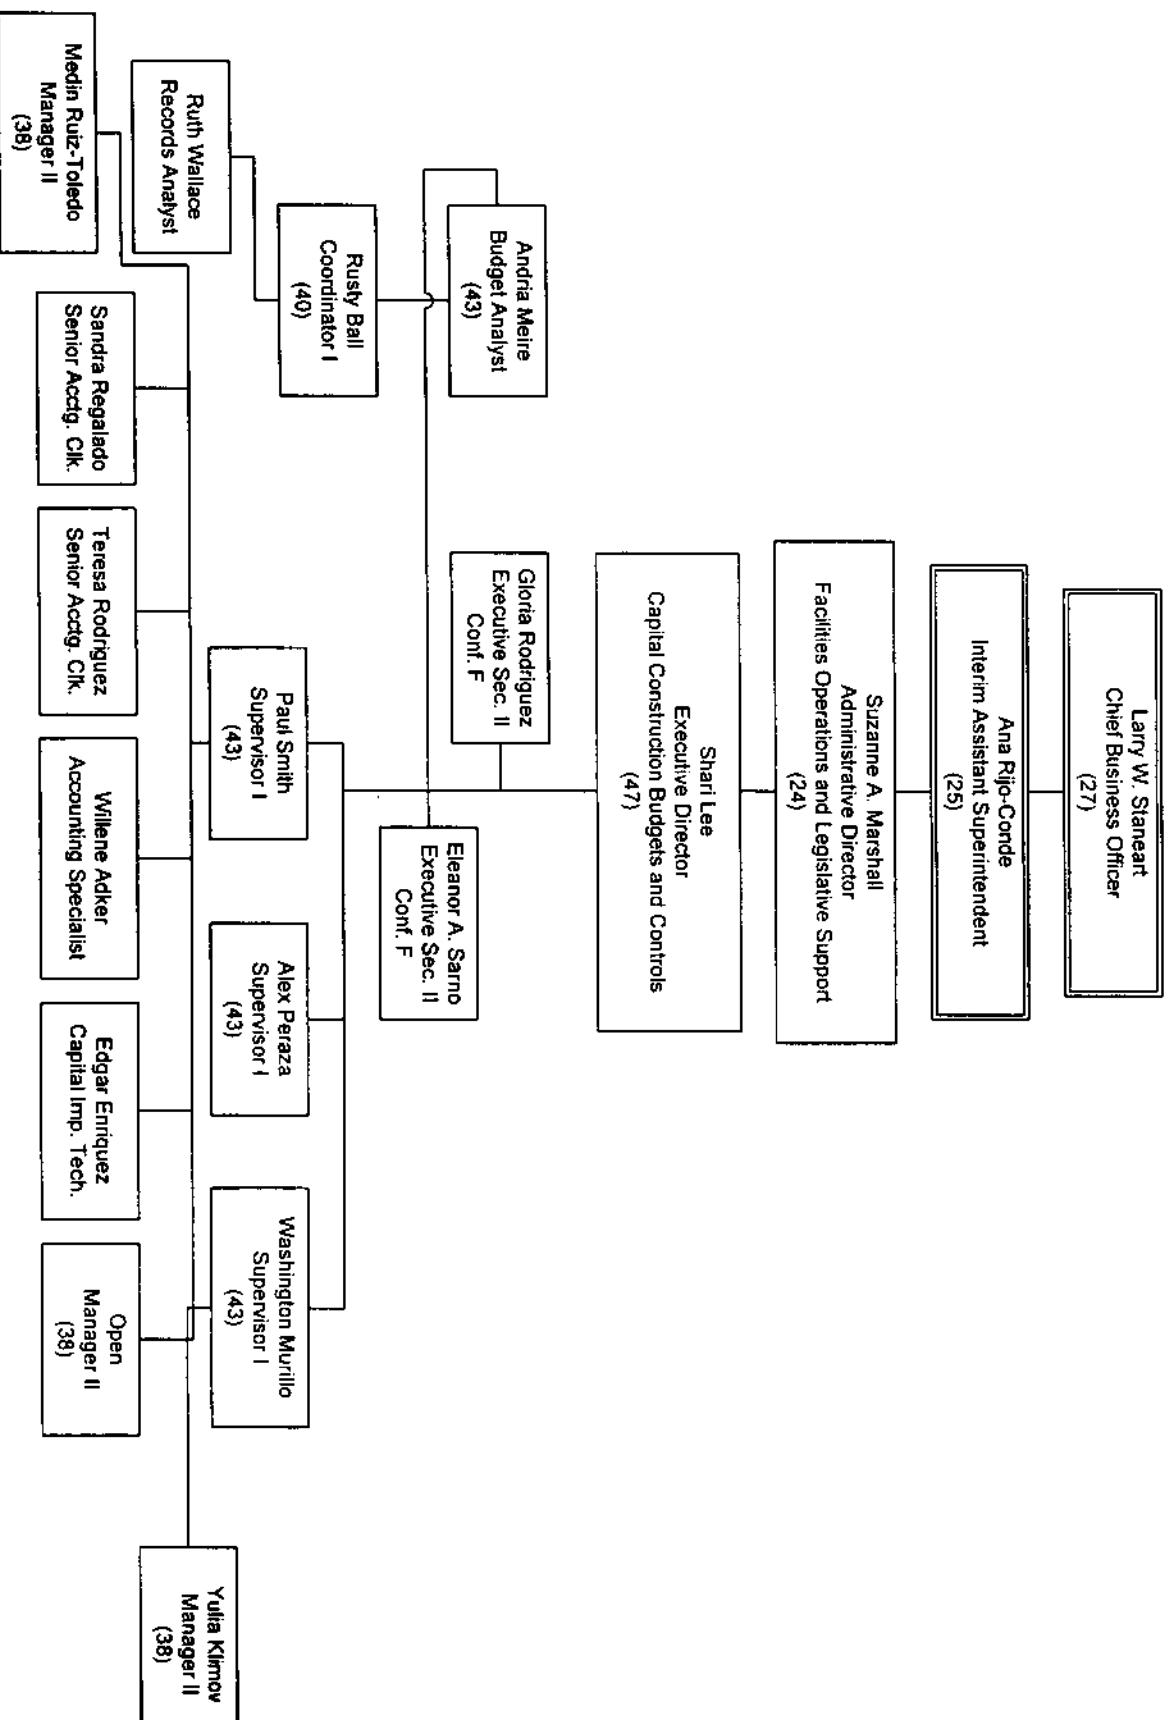 Larry W. Staneart
Chief Business Officer
(27)
Ana Rijo-Conde
Interim Assistant Superintendent
(25)
Suzanne A. Marshall
Administrative Director
Facilities Operations and Legislative Support
(24)
Shari Lee
Executive Director
Capital Construction Budgets and Controls
(47)
Andria Meire
Budget Analyst
(43)
Gloria Rodriguez
Executive Sec. II
Conf. F
Eleanor A. Sarno
Executive Sec. II
Conf. F
Rusty Ball
Coordinator I
(40)
Ruth Wallace
Records Analyst
Paul Smith
Supervisor I
(43)
Alex Peraza
Supervisor I
(43)
Washington Murillo
Supervisor I
(43)
Medin Ruiz-Toledo
Manager II
(38)
Sandra Regalado
Senior Acctg. Clk.
Teresa Rodriguez
Senior Acctg. Clk.
Willene Adker
Accounting Specialist
Edgar Enriquez
Capital Imp. Tech.
Open
Manager II
(38)
Yulia Klimov
Manager II
(38)